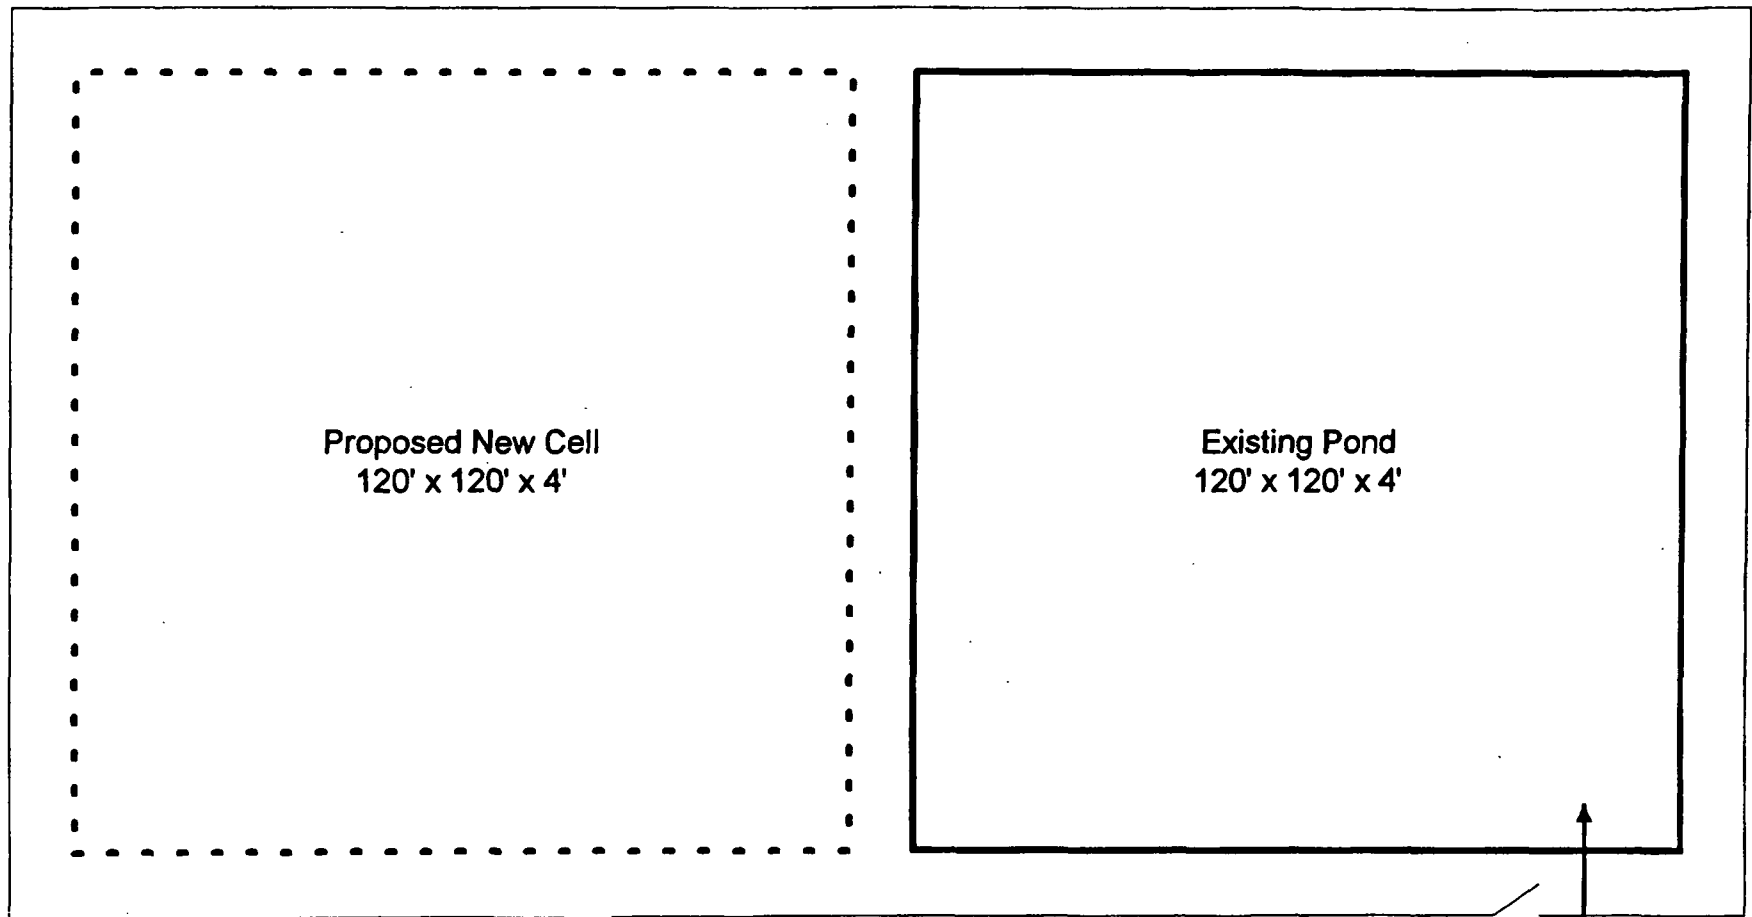 Proposed New Cell
120' x 120' x 4'
Existing Pond
120' x 120' x 4'